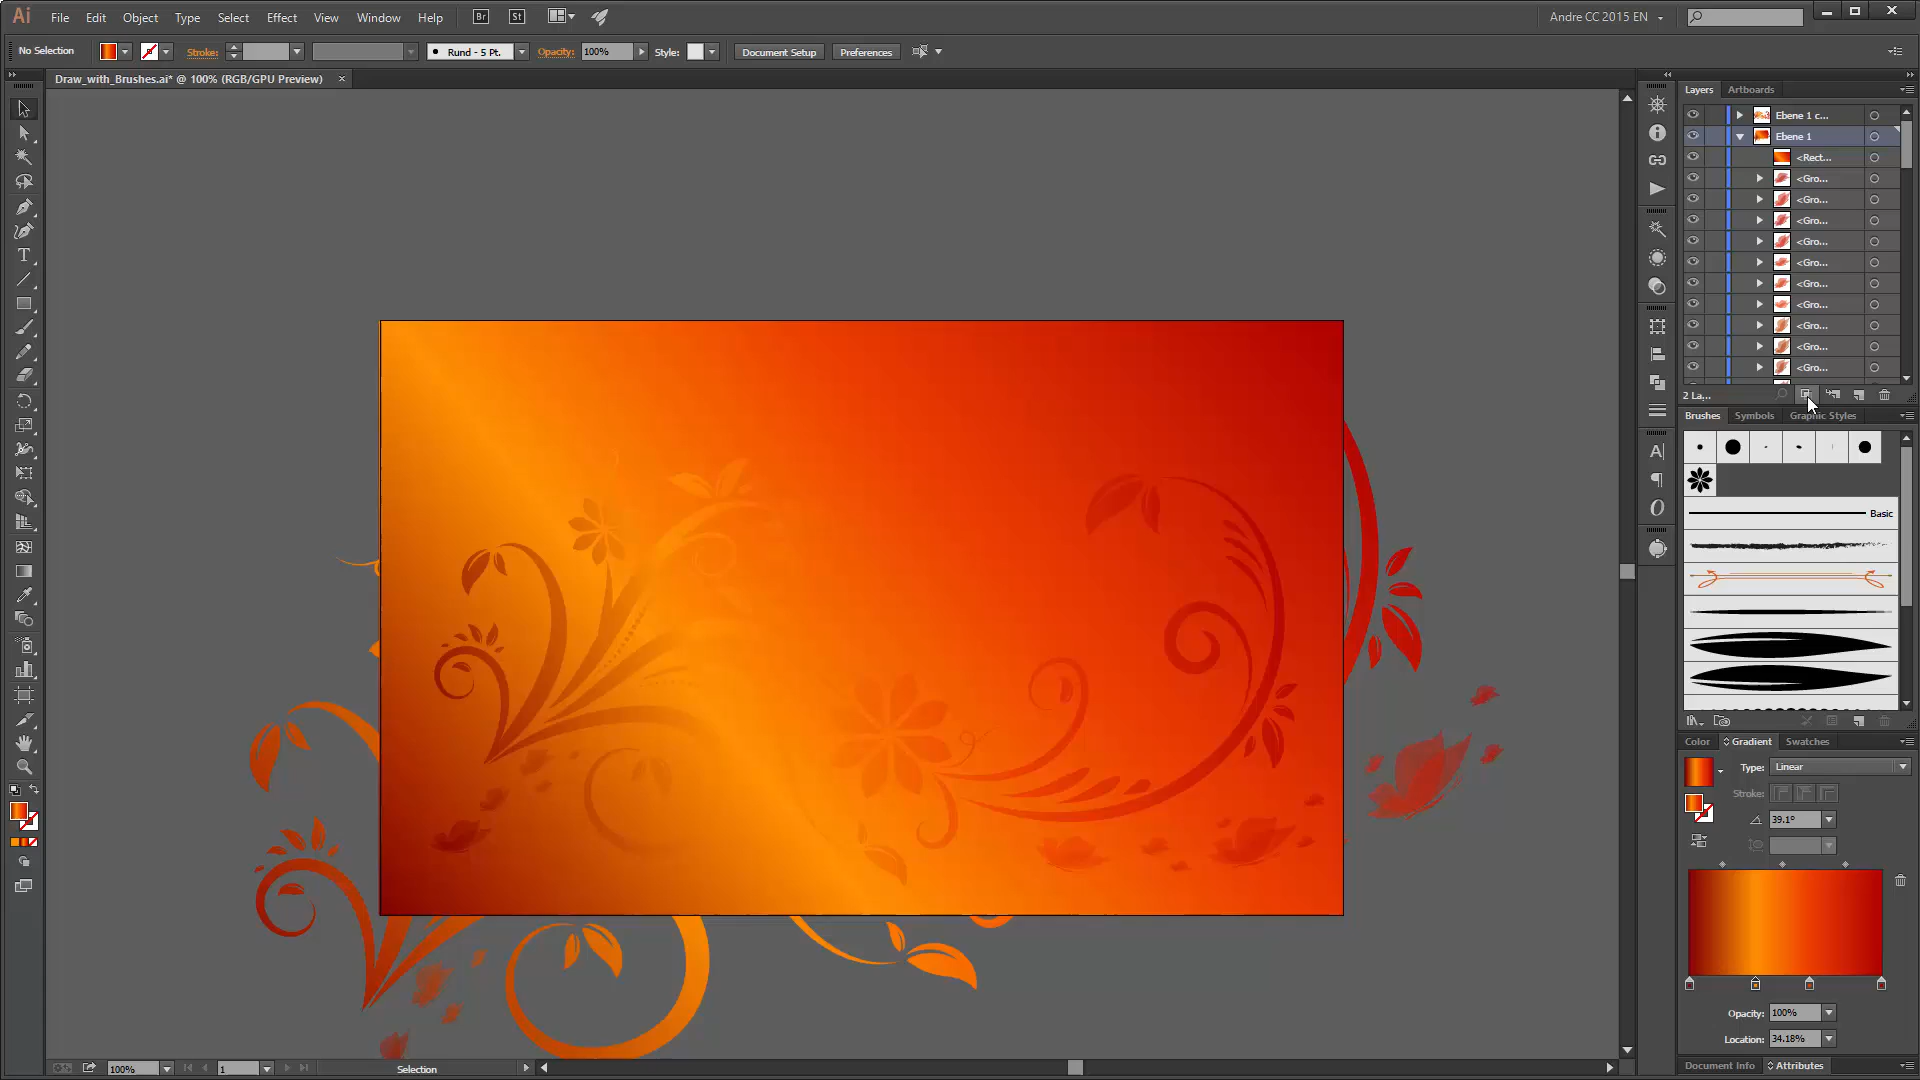 Ai File Edit Object Type Select Effect View Window Help Br St Andre CC 2015 EN
No Selection Stroke: Rund - 5 Pt. Opacity: 100% Style: Document Setup Preferences
Draw_with_Brushes.ai* @ 100% (RGB/GPU Preview)
Layers Artboards
Ebene 1 c...
Ebene 1
<Rect...
<Gro...
<Gro...
<Gro...
<Gro...
<Gro...
<Gro...
<Gro...
<Gro...
<Gro...
<Gro...
2 La...
Brushes Symbols Graphic Styles
Basic
Color Gradient Swatches
Type: Linear
Stroke:
39.1°
Opacity: 100%
Location: 34.18%
Document Info Attributes
100% 1 Selection